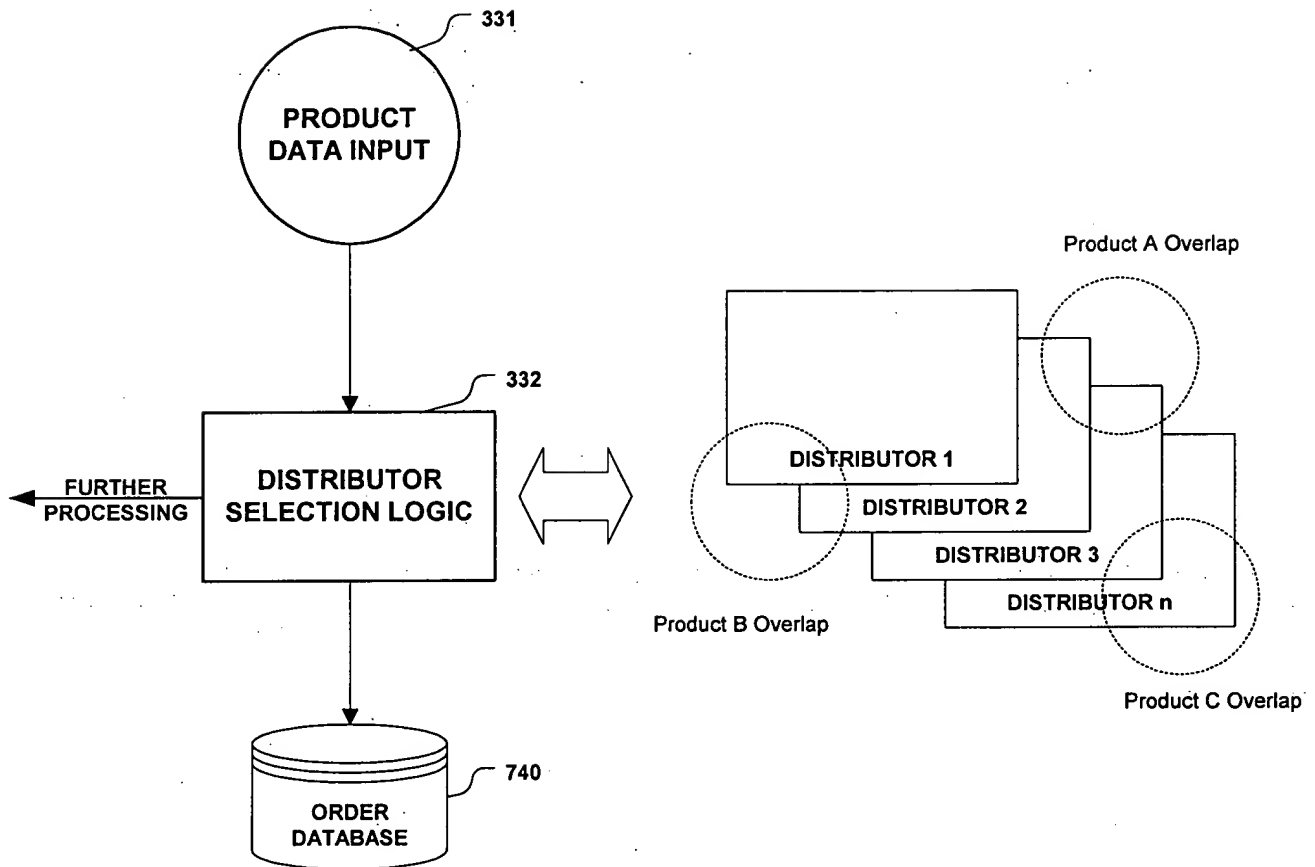 331
PRODUCT
DATA INPUT
Product A Overlap
332
DISTRIBUTOR
SELECTION LOGIC
FURTHER
PROCESSING
DISTRIBUTOR 1
DISTRIBUTOR 2
DISTRIBUTOR 3
DISTRIBUTOR n
Product B Overlap
Product C Overlap
740
ORDER
DATABASE